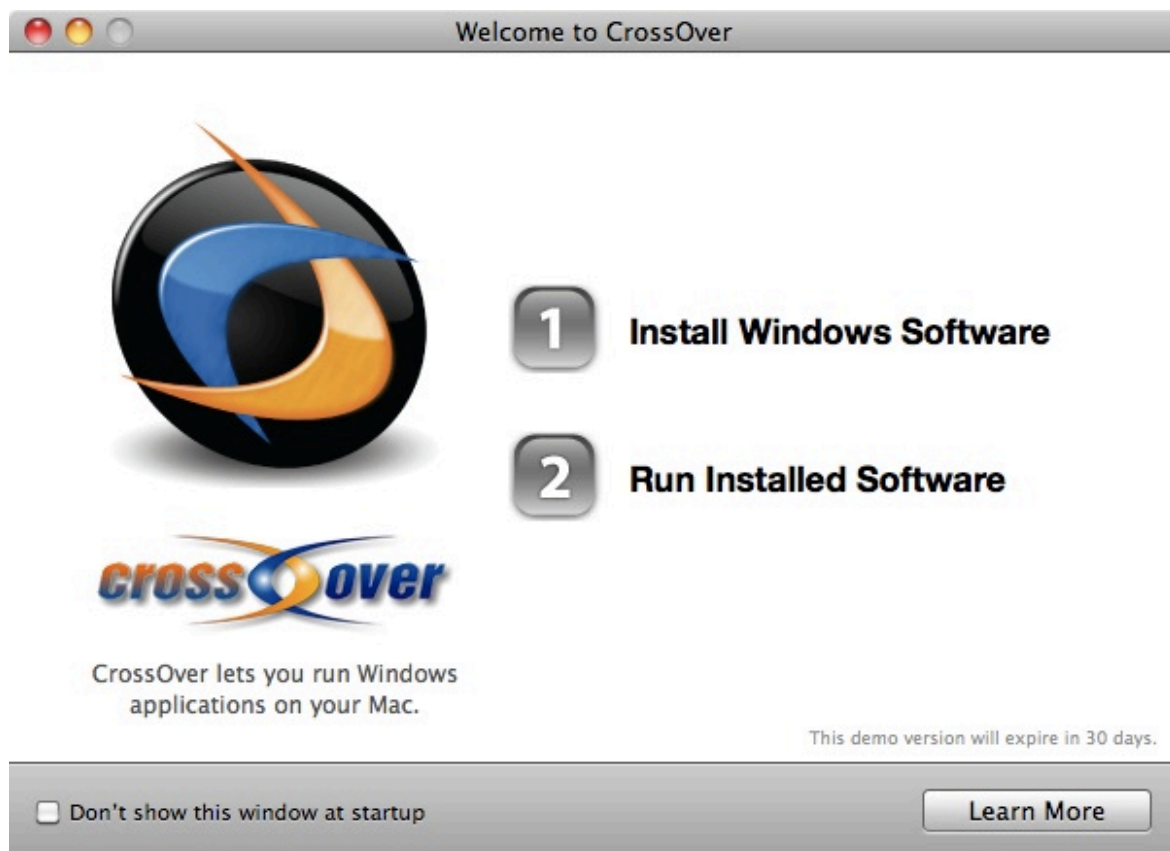 Welcome to CrossOver
1
Install Windows Software
2
Run Installed Software
crossover
CrossOver lets you run Windows
applications on your Mac.
This demo version will expire in 30 days.
Don't show this window at startup
Learn More